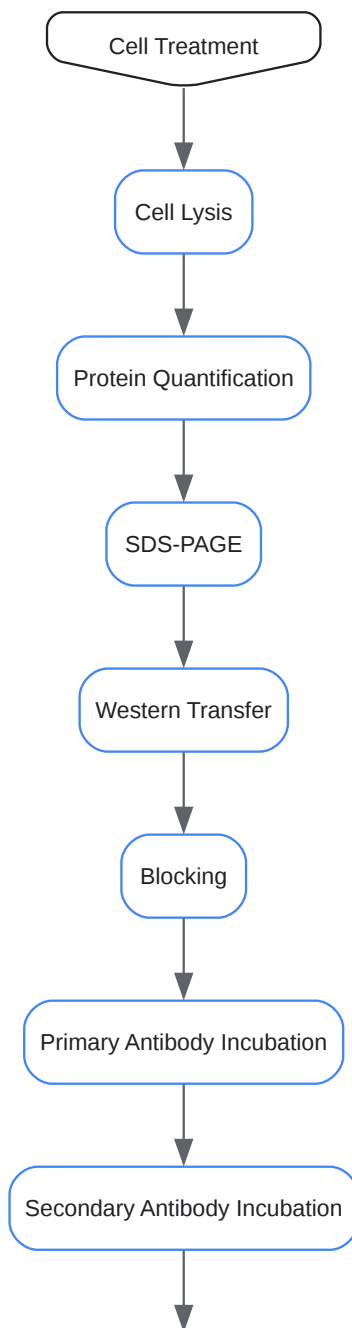 Cell Treatment
Cell Lysis
Protein Quantification
SDS-PAGE
Western Transfer
Blocking
Primary Antibody Incubation
Secondary Antibody Incubation